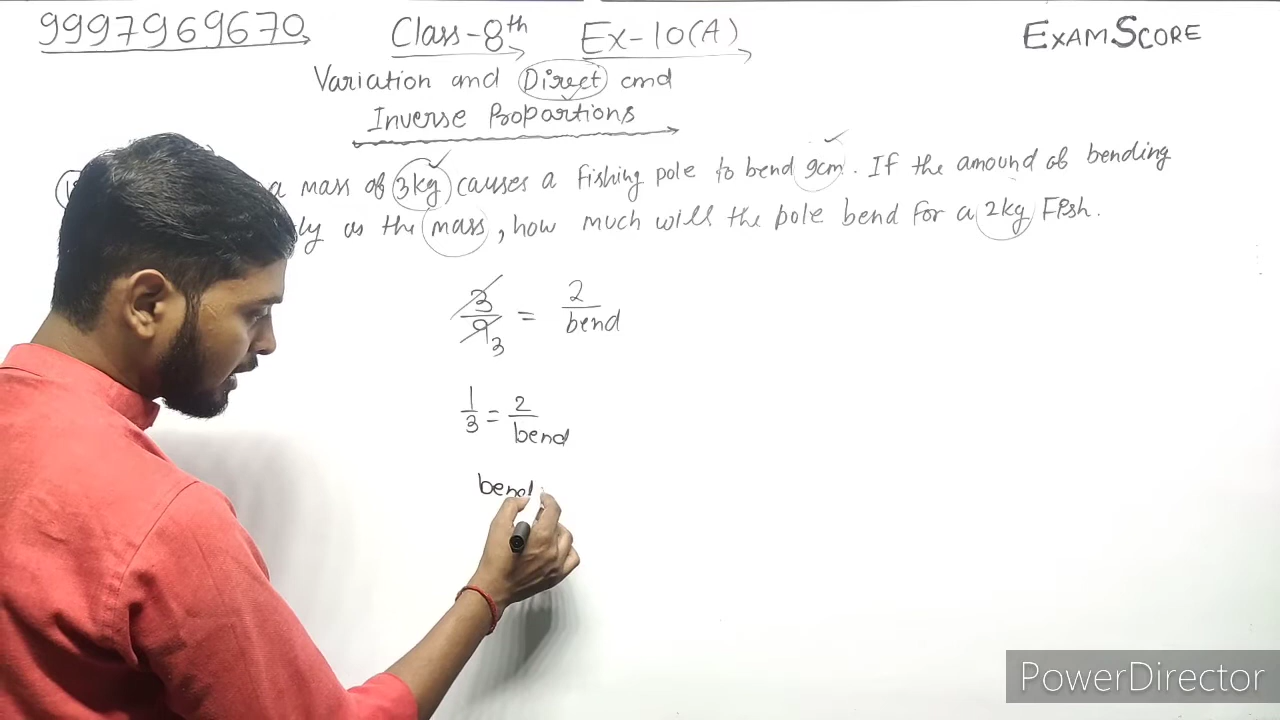 9997969670 Class-8th Ex-10(A) EXAMSCORE
Variation and Direct and
Inverse Proportions
a mass of 3kg causes a fishing pole to bend 9cm. If the amount of bending
as the mass, how much will the pole bend for a 2kg Fish.
3/9 3 = 2/bend
1/3 = 2/bend
bend
PowerDirector